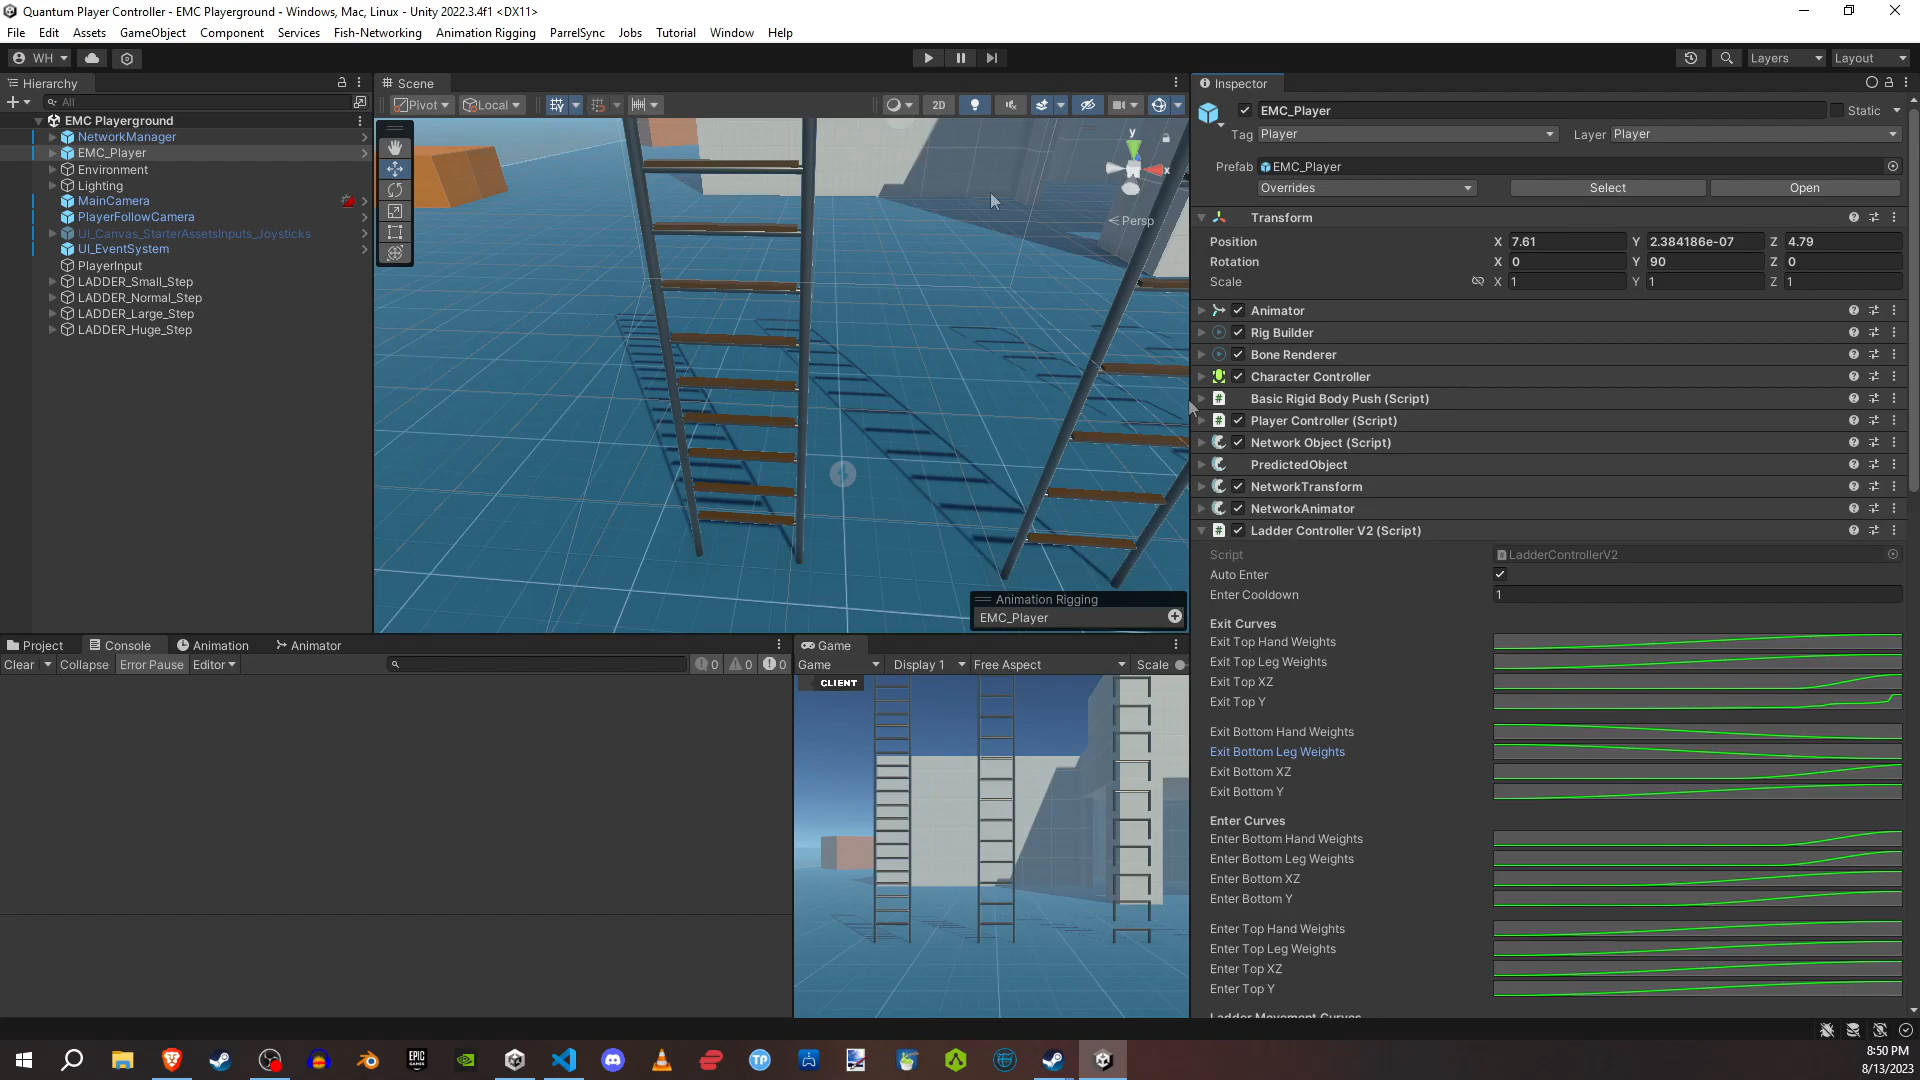 Quantum Player Controller - EMC Playerground - Windows, Mac, Linux - Unity 2022.3.4f1 <DX11>
File Edit Assets GameObject Component Services Fish-Networking Animation Rigging ParrelSync Jobs Tutorial Window Help
WH Layers Layout
Hierarchy
All
EMC Playground
NetworkManager
EMC_Player
Environment
Lighting
MainCamera
PlayerFollowCamera
UI_Canvas_StarterAssetsInputs_Joysticks
UI_EventSystem
PlayerInput
LADDER_Small_Step
LADDER_Normal_Step
LADDER_Large_Step
LADDER_Huge_Step
Scene
Pivot Local 2D
y
x
Persp
Animation Rigging
EMC_Player
Project Console Animation Animator
Clear Collapse Error Pause Editor 0 0 0
Game
Game Display 1 Free Aspect Scale
CLIENT
Inspector
EMC_Player Static
Tag Player Layer Player
Prefab EMC_Player
Overrides Select Open
Transform
Position X 7.61 Y 2.384186e-07 Z 4.79
Rotation X 0 Y 90 Z 0
Scale X 1 Y 1 Z 1
Animator
Rig Builder
Bone Renderer
Character Controller
Basic Rigid Body Push (Script)
Player Controller (Script)
Network Object (Script)
PredictedObject
NetworkTransform
NetworkAnimator
Ladder Controller V2 (Script)
Script LadderControllerV2
Auto Enter
Enter Cooldown 1
Exit Curves
Exit Top Hand Weights
Exit Top Leg Weights
Exit Top XZ
Exit Top Y
Exit Bottom Hand Weights
Exit Bottom Leg Weights
Exit Bottom XZ
Exit Bottom Y
Enter Curves
Enter Bottom Hand Weights
Enter Bottom Leg Weights
Enter Bottom XZ
Enter Bottom Y
Enter Top Hand Weights
Enter Top Leg Weights
Enter Top XZ
Enter Top Y
Ladder Movement Curves
8:50 PM
8/13/2023